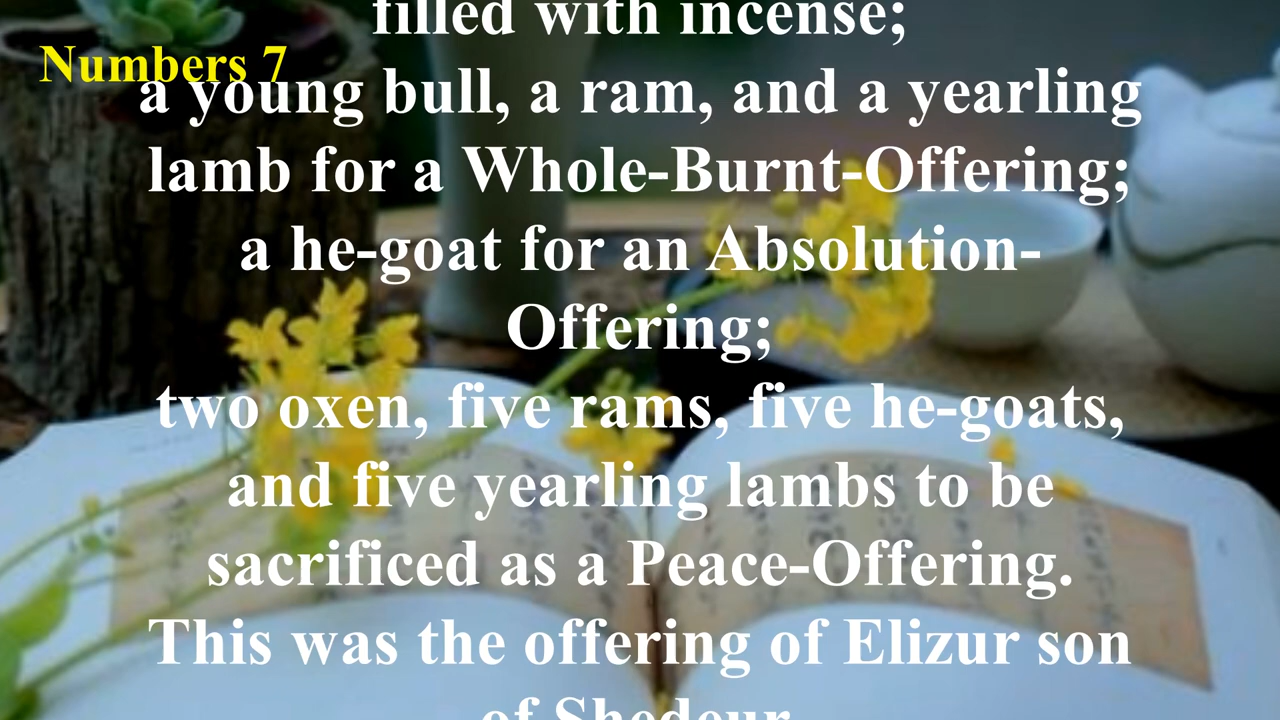 filled with incense;
Numbers 7
a young bull, a ram, and a yearling
lamb for a Whole-Burnt-Offering;
a he-goat for an Absolution-
Offering;
two oxen, five rams, five he-goats,
and five yearling lambs to be
sacrificed as a Peace-Offering.
This was the offering of Elizur son
of Shedeur